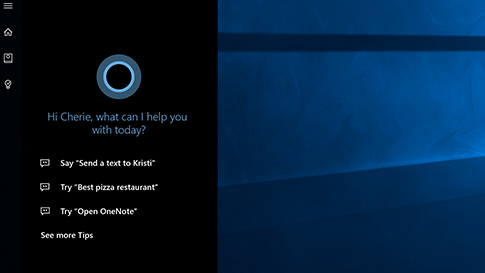 Hi Cherie, what can I help you
with today?
Say "Send a text to Kristi"
Try "Best pizza restaurant"
Try "Open OneNote"
See more Tips